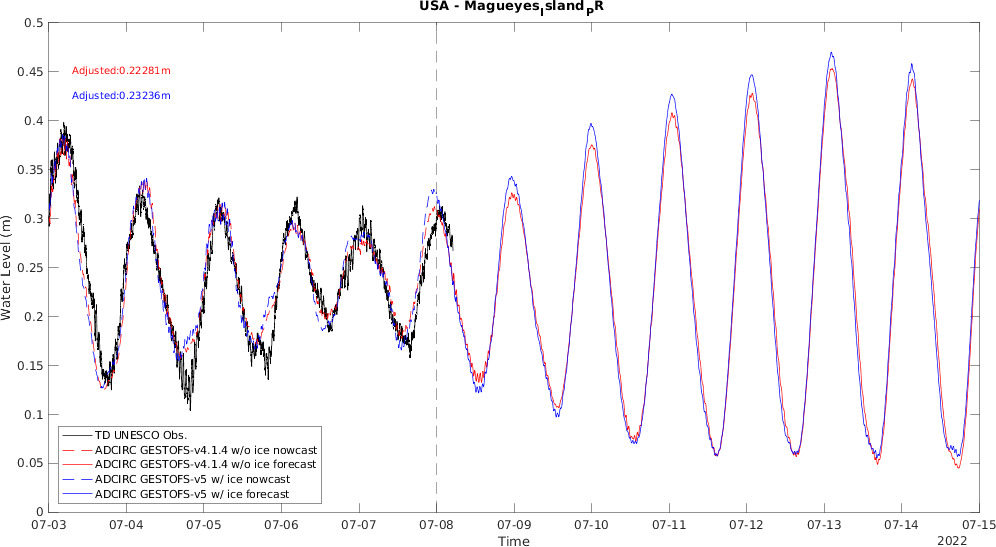 USA - Magueyes_Island_PR
0.5
0.45
0.4
0.35
0.3
0.25
0.2
0.15
0.1
0.05
0
Water Level (m)
Adjusted:0.22281m
Adjusted:0.23236m
TD UNESCO Obs.
ADCIRC GESTOFS-v4.1.4 w/o ice nowcast
ADCIRC GESTOFS-v4.1.4 w/o ice forecast
ADCIRC GESTOFS-v5 w/ ice nowcast
ADCIRC GESTOFS-v5 w/ ice forecast
07-03 07-04 07-05 07-06 07-07 07-08 07-09 07-10 07-11 07-12 07-13 07-14 07-15
Time
2022